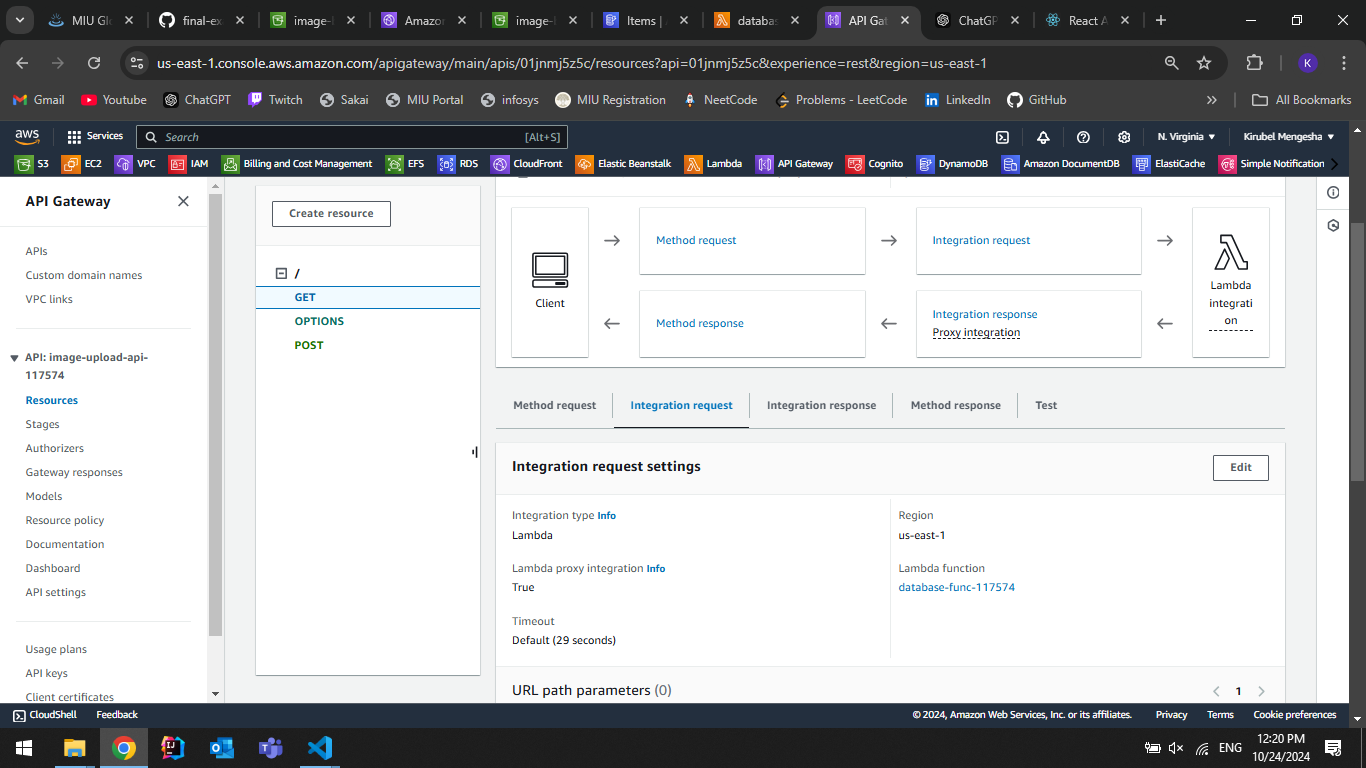 MIU Glo
final-ex
image-l
Amazon
image-l
Items | A
databas
API Gat
ChatGP
React A
us-east-1.console.aws.amazon.com/apigateway/main/apis/01jnmj5z5c/resources?api=01jnmj5z5c&experience=rest&region=us-east-1
K
Gmail
Youtube
ChatGPT
Twitch
Sakai
MIU Portal
infosys
MIU Registration
NeetCode
Problems - LeetCode
LinkedIn
GitHub
»
All Bookmarks
aws
Services
Search
[Alt+S]
N. Virginia
Kirubel Mengesha
S3
EC2
VPC
IAM
Billing and Cost Management
EFS
RDS
CloudFront
Elastic Beanstalk
Lambda
API Gateway
Cognito
DynamoDB
Amazon DocumentDB
ElastiCache
Simple Notification
API Gateway
APIs
Custom domain names
VPC links
API: image-upload-api-
117574
Resources
Stages
Authorizers
Gateway responses
Models
Resource policy
Documentation
Dashboard
API settings
Usage plans
API keys
Client certificates
Create resource
/
GET
OPTIONS
POST
Client
Method request
Integration request
Method response
Integration response
Proxy integration
Lambda
integrati
on
Method request
Integration request
Integration response
Method response
Test
Integration request settings
Edit
Integration type Info
Lambda
Region
us-east-1
Lambda proxy integration Info
True
Lambda function
database-func-117574
Timeout
Default (29 seconds)
URL path parameters (0)
1
CloudShell
Feedback
© 2024, Amazon Web Services, Inc. or its affiliates.
Privacy
Terms
Cookie preferences
ENG
12:20 PM
10/24/2024